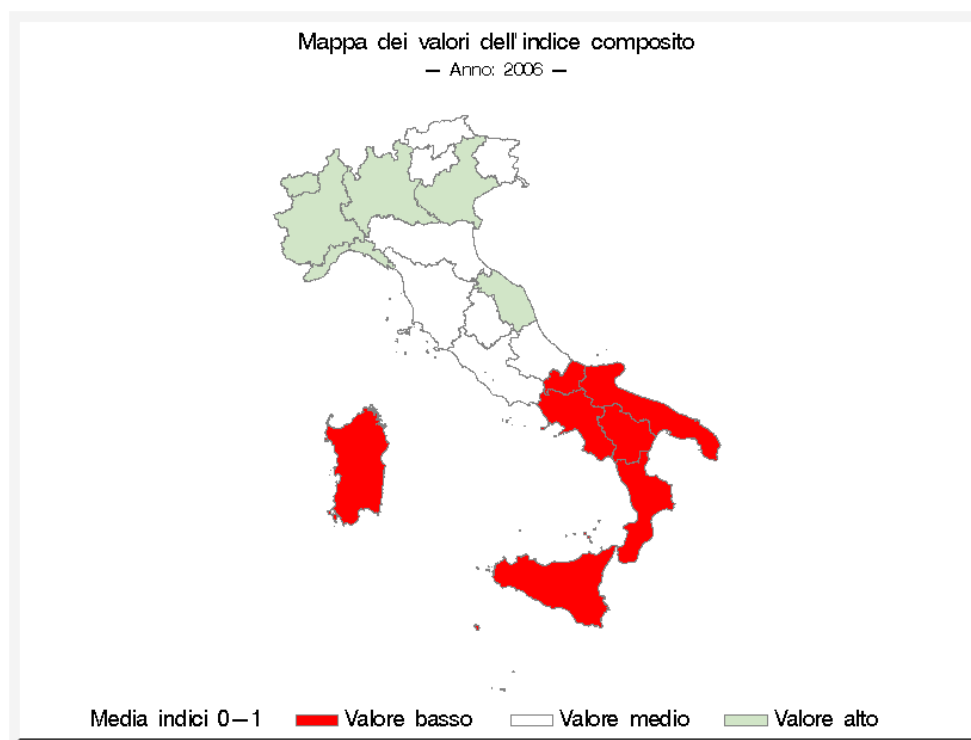 Mappa dei valori dell'indice composito
— Anno: 2006 —
Media indici 0—1 Valore basso Valore medio Valore alto